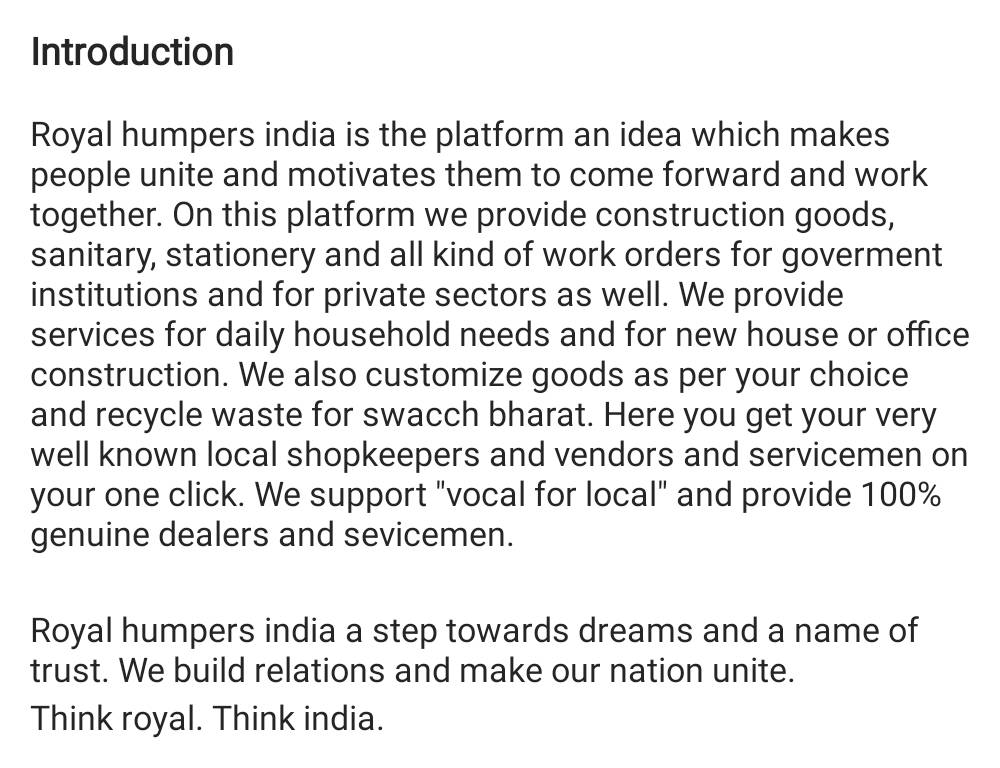 Introduction
Royal humpers india is the platform an idea which makes
people unite and motivates them to come forward and work
together. On this platform we provide construction goods,
sanitary, stationery and all kind of work orders for goverment
institutions and for private sectors as well. We provide
services for daily household needs and for new house or office
construction. We also customize goods as per your choice
and recycle waste for swacch bharat. Here you get your very
well known local shopkeepers and vendors and servicemen on
your one click. We support "vocal for local" and provide 100%
genuine dealers and sevicemen.
Royal humpers india a step towards dreams and a name of
trust. We build relations and make our nation unite.
Think royal. Think india.